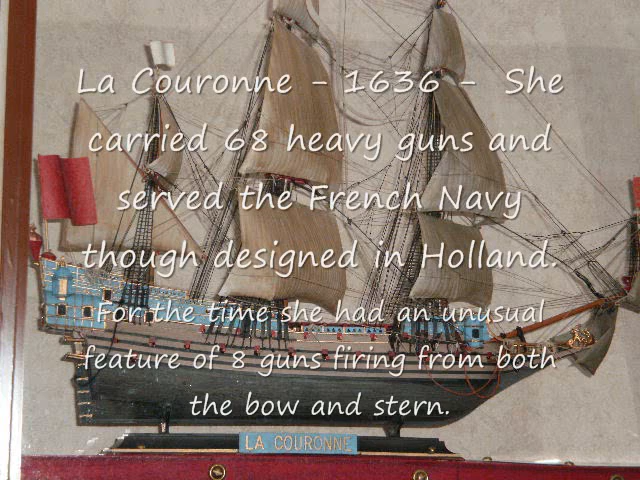 La Couronne - 1636 - She
carried 68 heavy guns and
served the French Navy
though designed in Holland.
For the time she had an unusual
feature of 8 guns firing from both
the bow and stern.
LA COURONNE